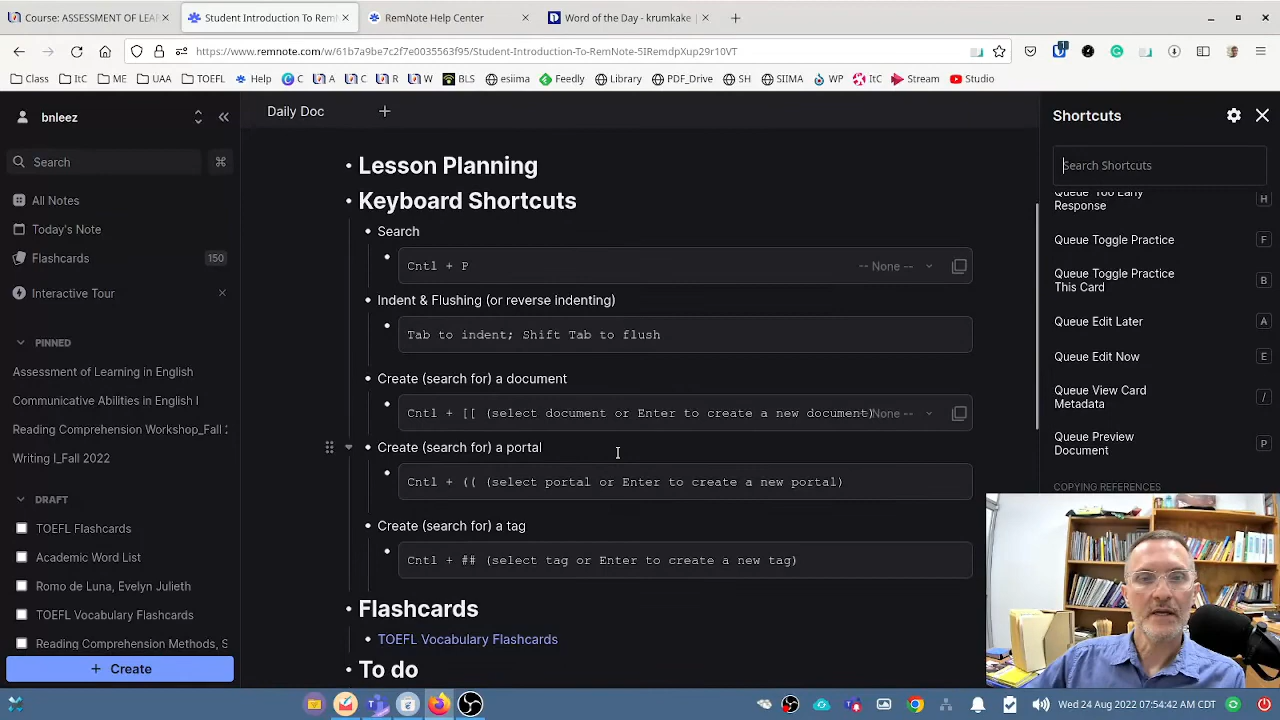 Course: ASSESSMENT OF LEA
Student Introduction To Rem
RemNote Help Center
Word of the Day - krumkake |
https://www.remnote.com/w/61b7a9be7c2f7e0035563f95/Student-Introduction-To-RemNote-5IRemdpXup29r10VT
Class
ItC
ME
UAA
TOEFL
Help
C
A
C
R
W
BLS
esiima
Feedly
Library
PDF_Drive
SH
SIIMA
WP
ItC
Stream
Studio
bnleez
Search
All Notes
Today's Note
Flashcards 150
Interactive Tour
PINNED
Assessment of Learning in English
Communicative Abilities in English I
Reading Comprehension Workshop_Fall
Writing I_Fall 2022
DRAFT
TOEFL Flashcards
Academic Word List
Romo de Luna, Evelyn Julieth
TOEFL Vocabulary Flashcards
Reading Comprehension Methods, S
+ Create
Daily Doc
Lesson Planning
Keyboard Shortcuts
Search
Cntl + P
-- None --
Indent & Flushing (or reverse indenting)
Tab to indent; Shift Tab to flush
Create (search for) a document
Cntl + [[ (select document or Enter to create a new document)
None --
Create (search for) a portal
Cntl + (( (select portal or Enter to create a new portal)
Create (search for) a tag
Cntl + ## (select tag or Enter to create a new tag)
Flashcards
TOEFL Vocabulary Flashcards
To do
Shortcuts
Search Shortcuts
Queue Too Early
Response
H
Queue Toggle Practice
F
Queue Toggle Practice
This Card
B
Queue Edit Later
A
Queue Edit Now
E
Queue View Card
Metadata
/
Queue Preview
Document
COPYING REFERENCES
Wed 24 Aug 2022 07:54:42 AM CDT